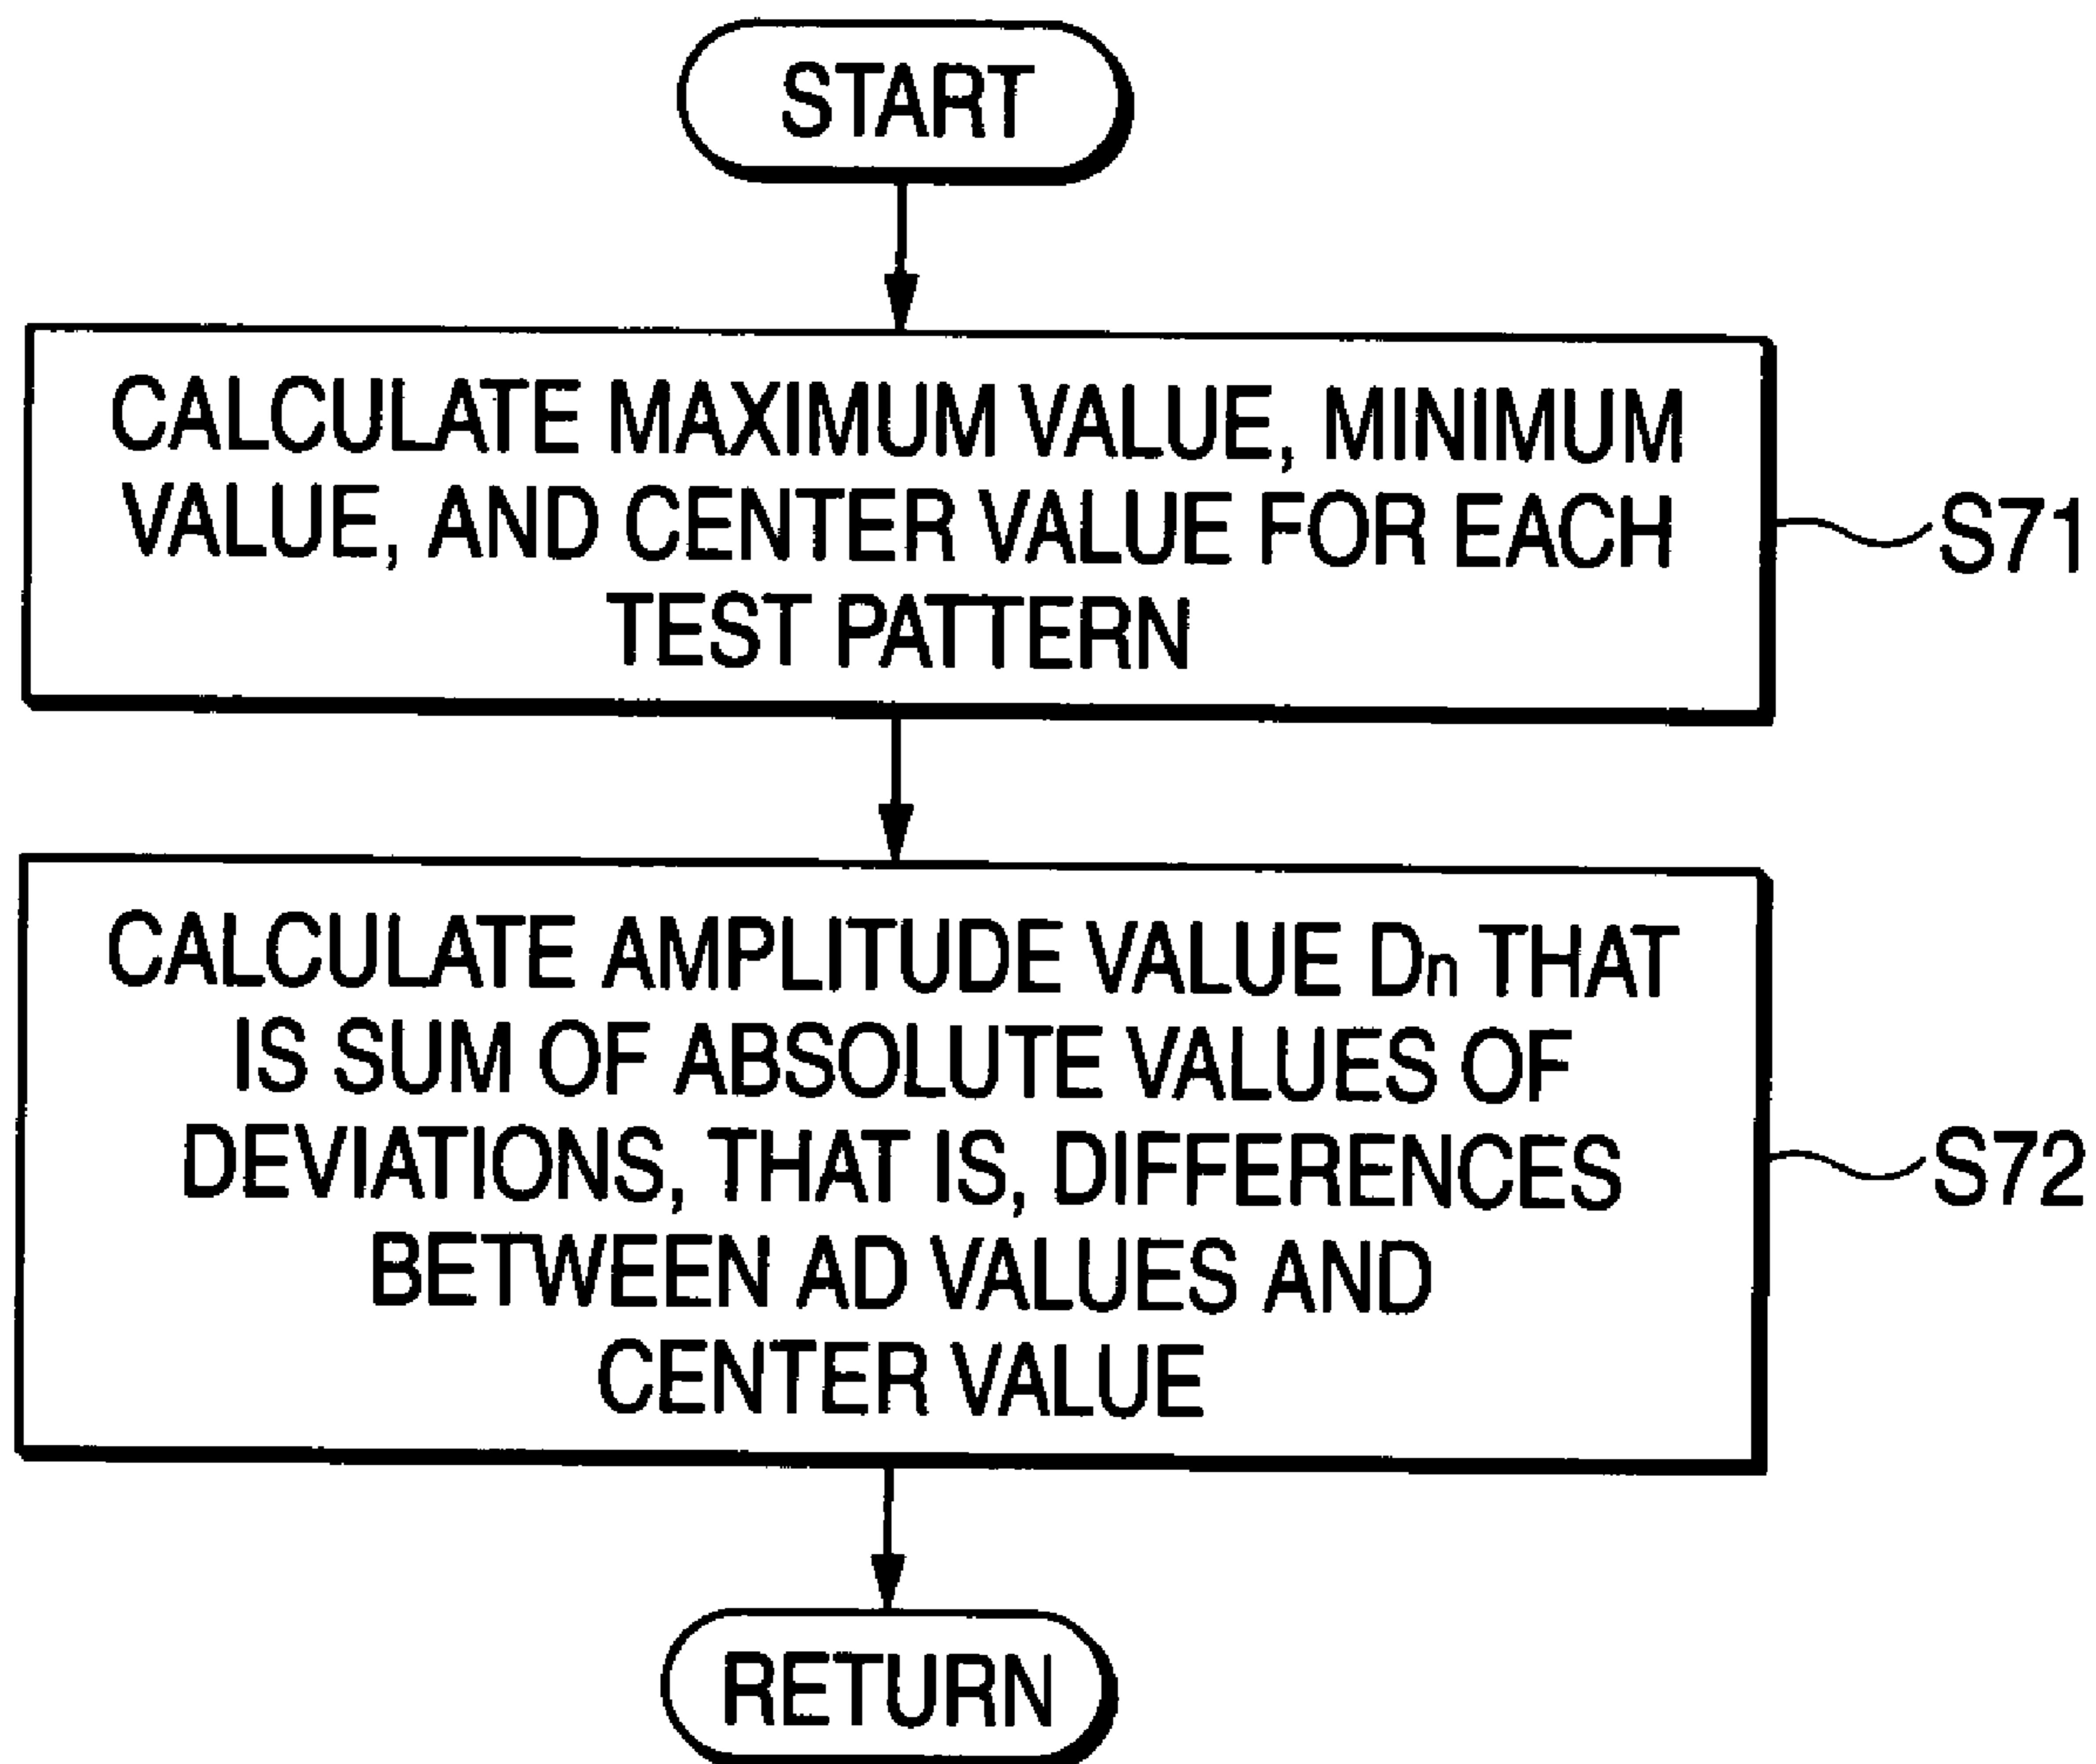 START
CALCULATE MAXIMUM VALUE, MINIMUM
VALUE, AND CENTER VALUE FOR EACH
TEST PATTERN
S71
CALCULATE AMPLITUDE VALUE Dn THAT
IS SUM OF ABSOLUTE VALUES OF
DEVIATIONS, THAT IS, DIFFERENCES
BETWEEN AD VALUES AND
CENTER VALUE
S72
RETURN